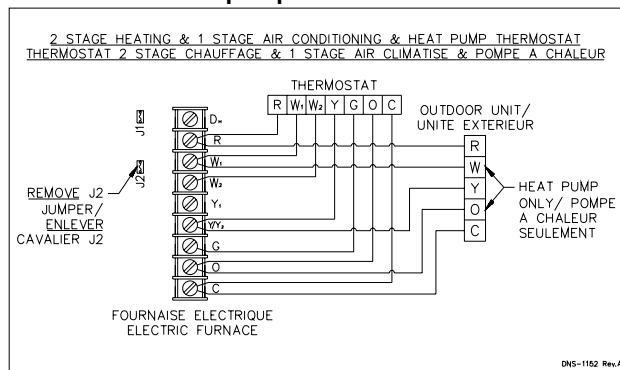 2 STAGE HEATING & 1 STAGE AIR CONDITIONING & HEAT PUMP THERMOSTAT
THERMOSTAT 2 STAGE CHAUFFAGE & 1 STAGE AIR CLIMATISE & POMPE A CHALEUR
THERMOSTAT
R W₁ W₂ Y G O C
OUTDOOR UNIT/
UNITE EXTERIEUR
R
W
Y
O
C
HEAT PUMP
ONLY/ POMPE
A CHALEUR
SEULEMENT
J1
J2
REMOVE J2
JUMPER/
ENLEVER
CAVALIER J2
Dʜ
R
W₁
W₂
Y₁
Y/Y₂
G
O
C
FOURNAISE ELECTRIQUE
ELECTRIC FURNACE
DNS-1152 Rev.A